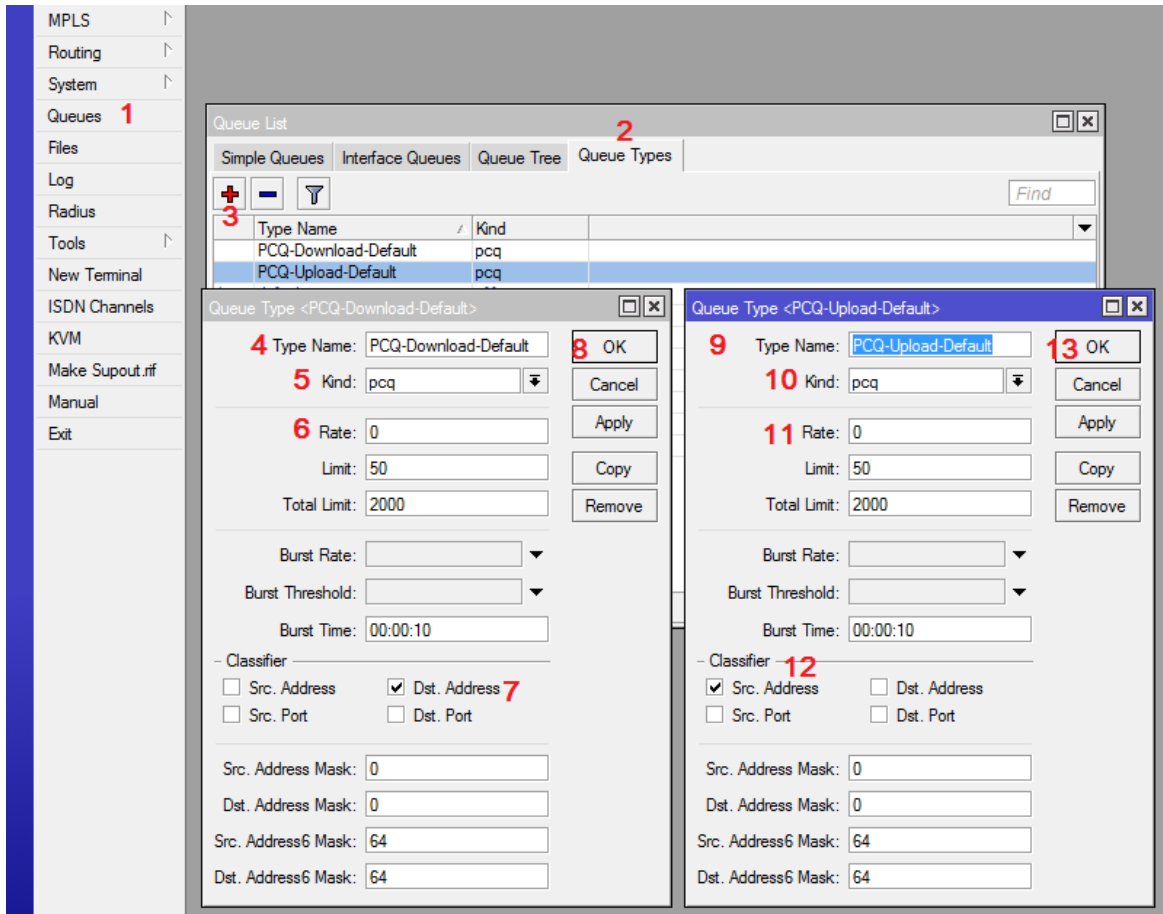 MPLS
Routing
System
Queues 1
Files
Log
Radius
Tools
New Terminal
ISDN Channels
KVM
Make Supout.rif
Manual
Exit
Queue List
2
Simple Queues Interface Queues Queue Tree Queue Types
Find
3
Type Name Kind
PCQ-Download-Default pcq
PCQ-Upload-Default pcq
Queue Type <PCQ-Download-Default>
4 Type Name: PCQ-Download-Default 8 OK
5 Kind: pcq Cancel
6 Rate: 0 Apply
Limit: 50 Copy
Total Limit: 2000 Remove
Burst Rate:
Burst Threshold:
Burst Time: 00:00:10
Classifier
Src. Address Dst. Address 7
Src. Port Dst. Port
Src. Address Mask: 0
Dst. Address Mask: 0
Src. Address6 Mask: 64
Dst. Address6 Mask: 64
Queue Type <PCQ-Upload-Default>
9 Type Name: PCQ-Upload-Default 13 OK
10 Kind: pcq Cancel
11 Rate: 0 Apply
Limit: 50 Copy
Total Limit: 2000 Remove
Burst Rate:
Burst Threshold:
Burst Time: 00:00:10
Classifier 12
Src. Address Dst. Address
Src. Port Dst. Port
Src. Address Mask: 0
Dst. Address Mask: 0
Src. Address6 Mask: 64
Dst. Address6 Mask: 64